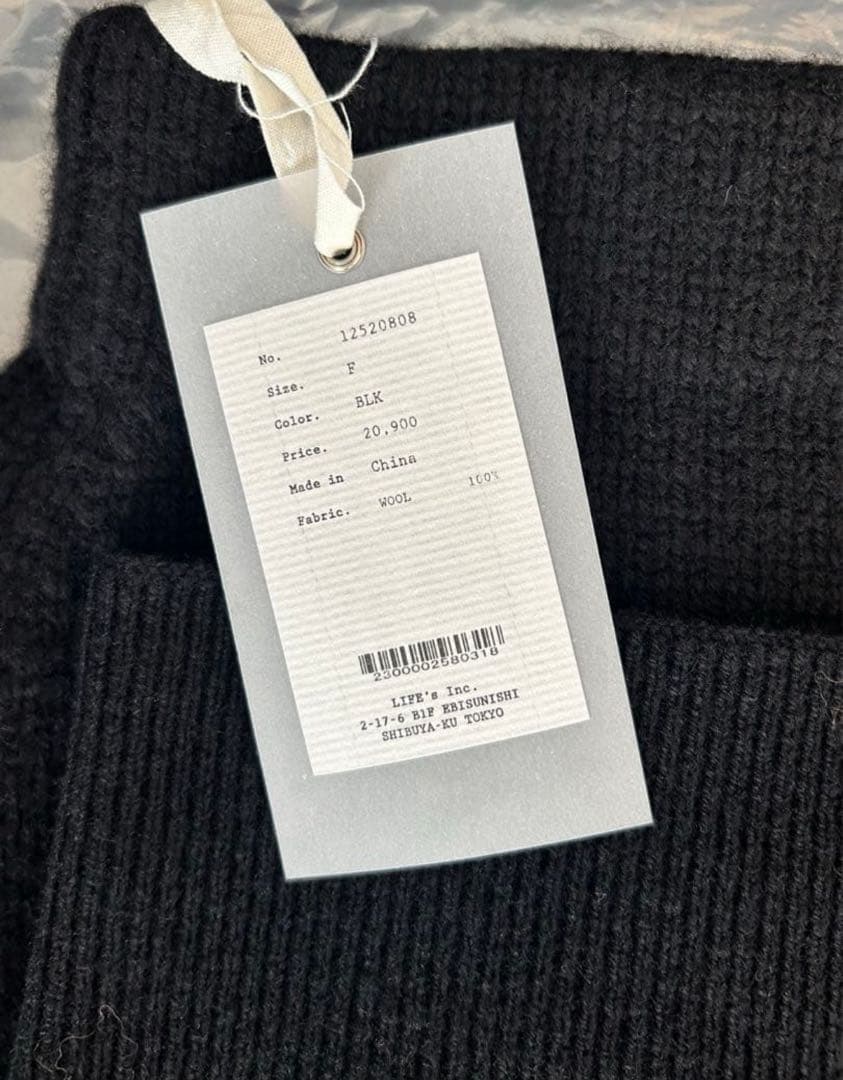 No. 12520808
Size. F
Color. BLK
Price. 20,900
Made in China
Fabric. WOOL 100%
2300002580318
LIFE's Inc.
2-17-6 B1F EBISUNISHI
SHIBUYA-KU TOKYO